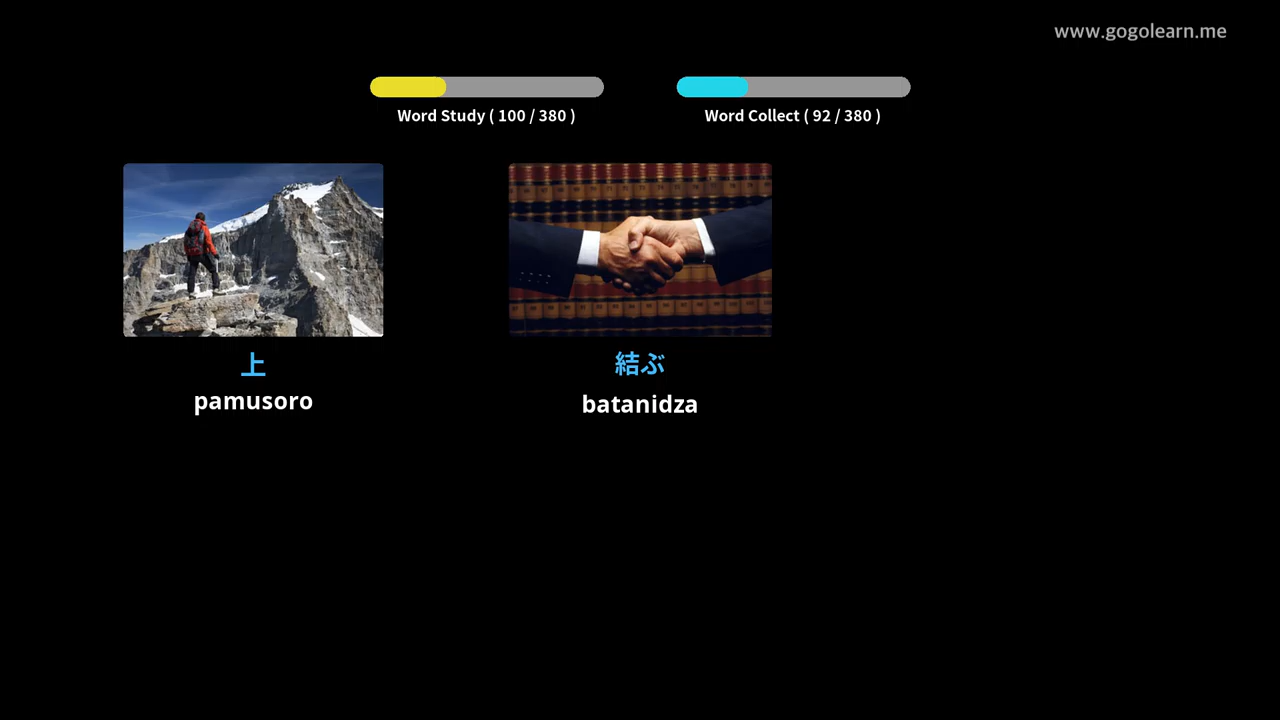 www.gogolearn.me
Word Study ( 100 / 380 )
Word Collect ( 92 / 380 )
上
pamusoro
結ぶ
batanidza